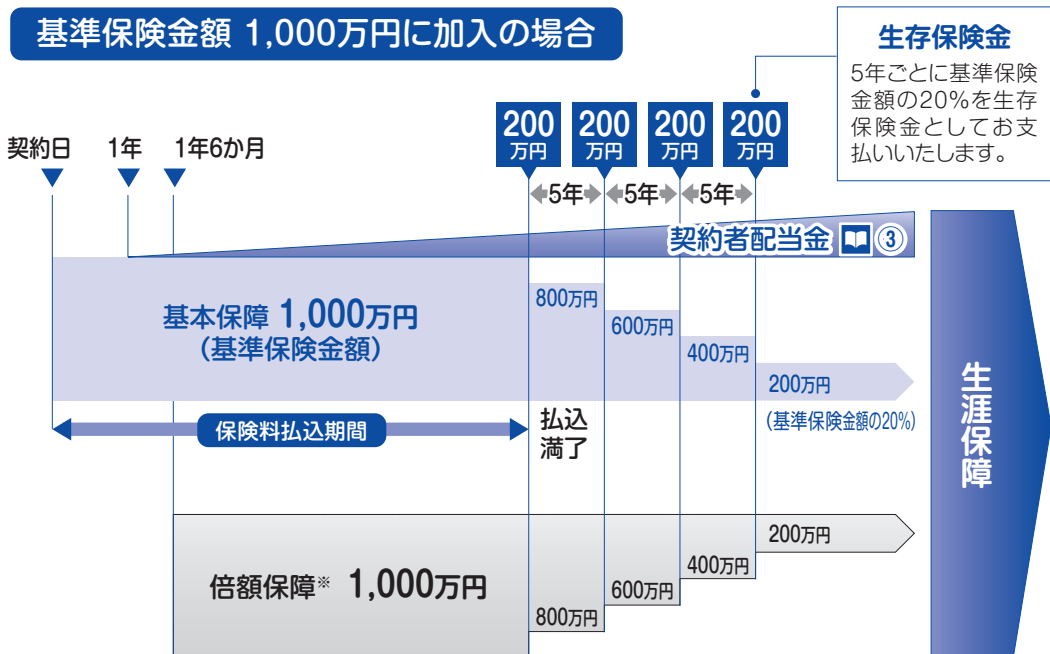 基準保険金額 1,000万円に加入の場合
生存保険金
5年ごとに基準保険
金額の20%を生存
保険金としてお支
払いいたします。
契約日
1年
1年6か月
200
万円
200
万円
200
万円
200
万円
5年
5年
5年
契約者配当金 ③
基本保障 1,000万円
(基準保険金額)
800万円
600万円
400万円
200万円
(基準保険金額の20%)
保険料払込期間
払込
満了
生涯保障
倍額保障※ 1,000万円
800万円
600万円
400万円
200万円